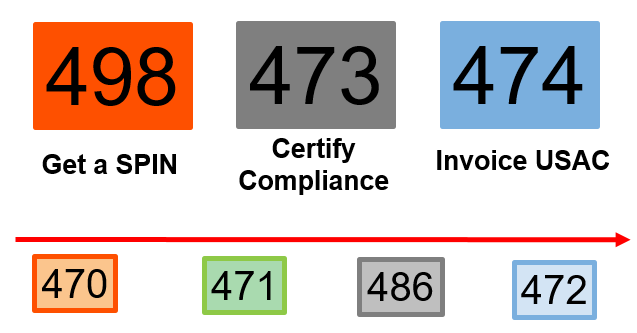 498 473 474
Get a SPIN
Certify
Compliance
Invoice USAC
470 471 486 472